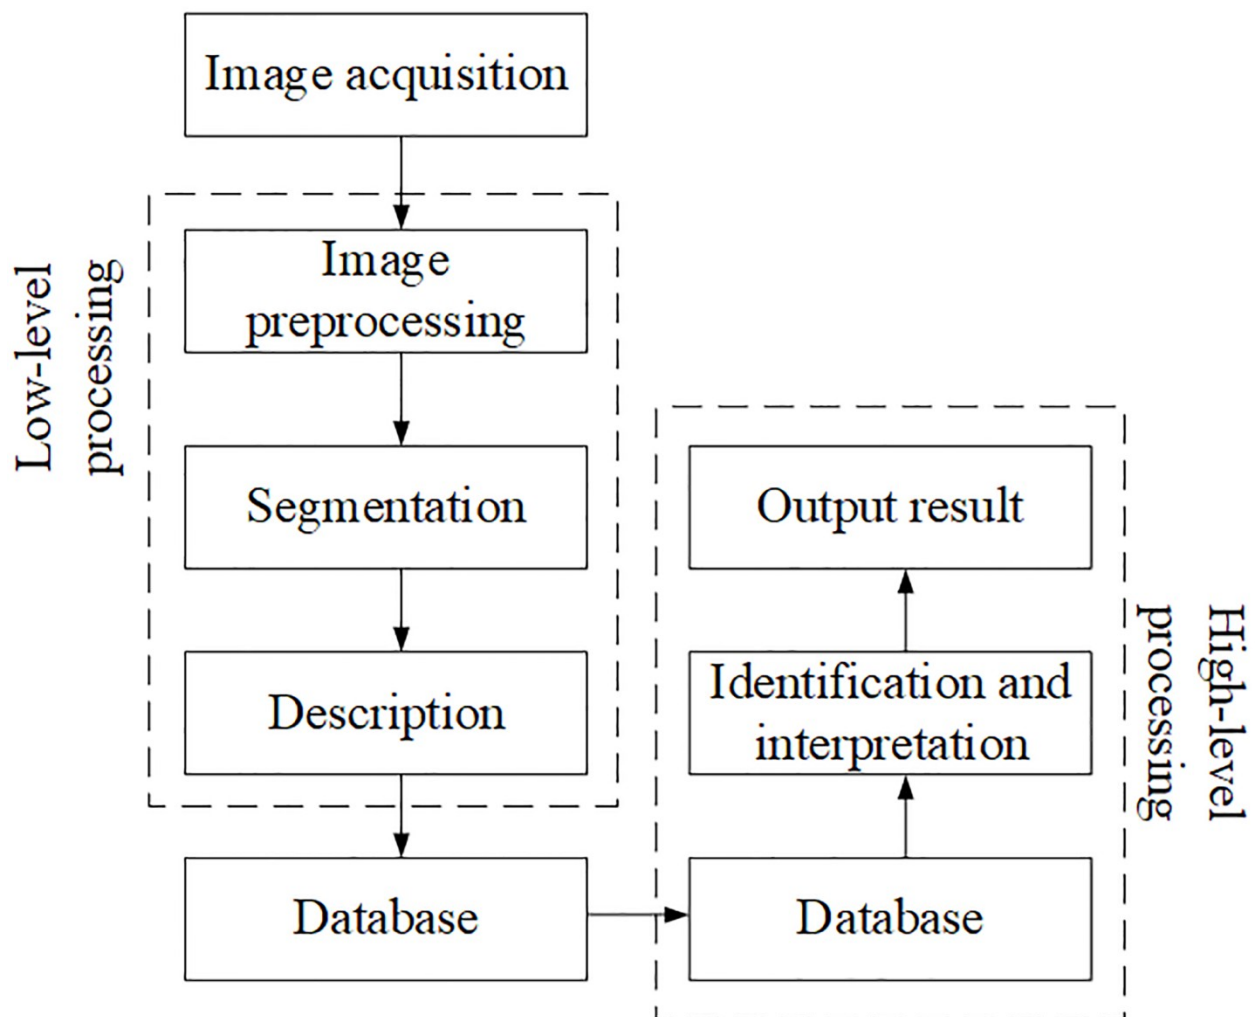 Image acquisition
Low-level
processing
Image
preprocessing
Segmentation
Description
Database
Output result
Identification and
interpretation
Database
High-level
processing